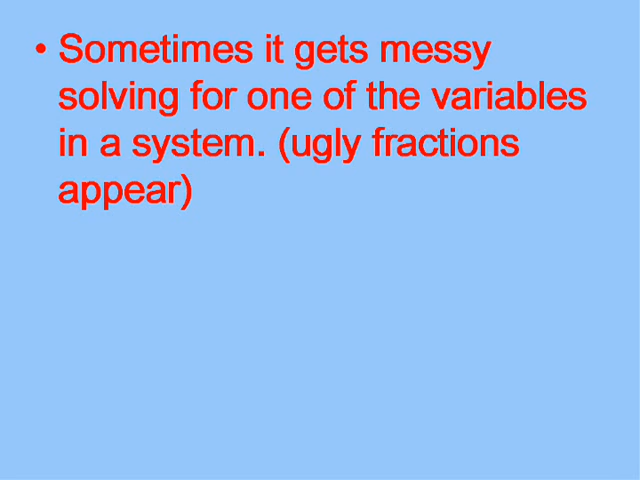 • Sometimes it gets messy
solving for one of the variables
in a system. (ugly fractions
appear)